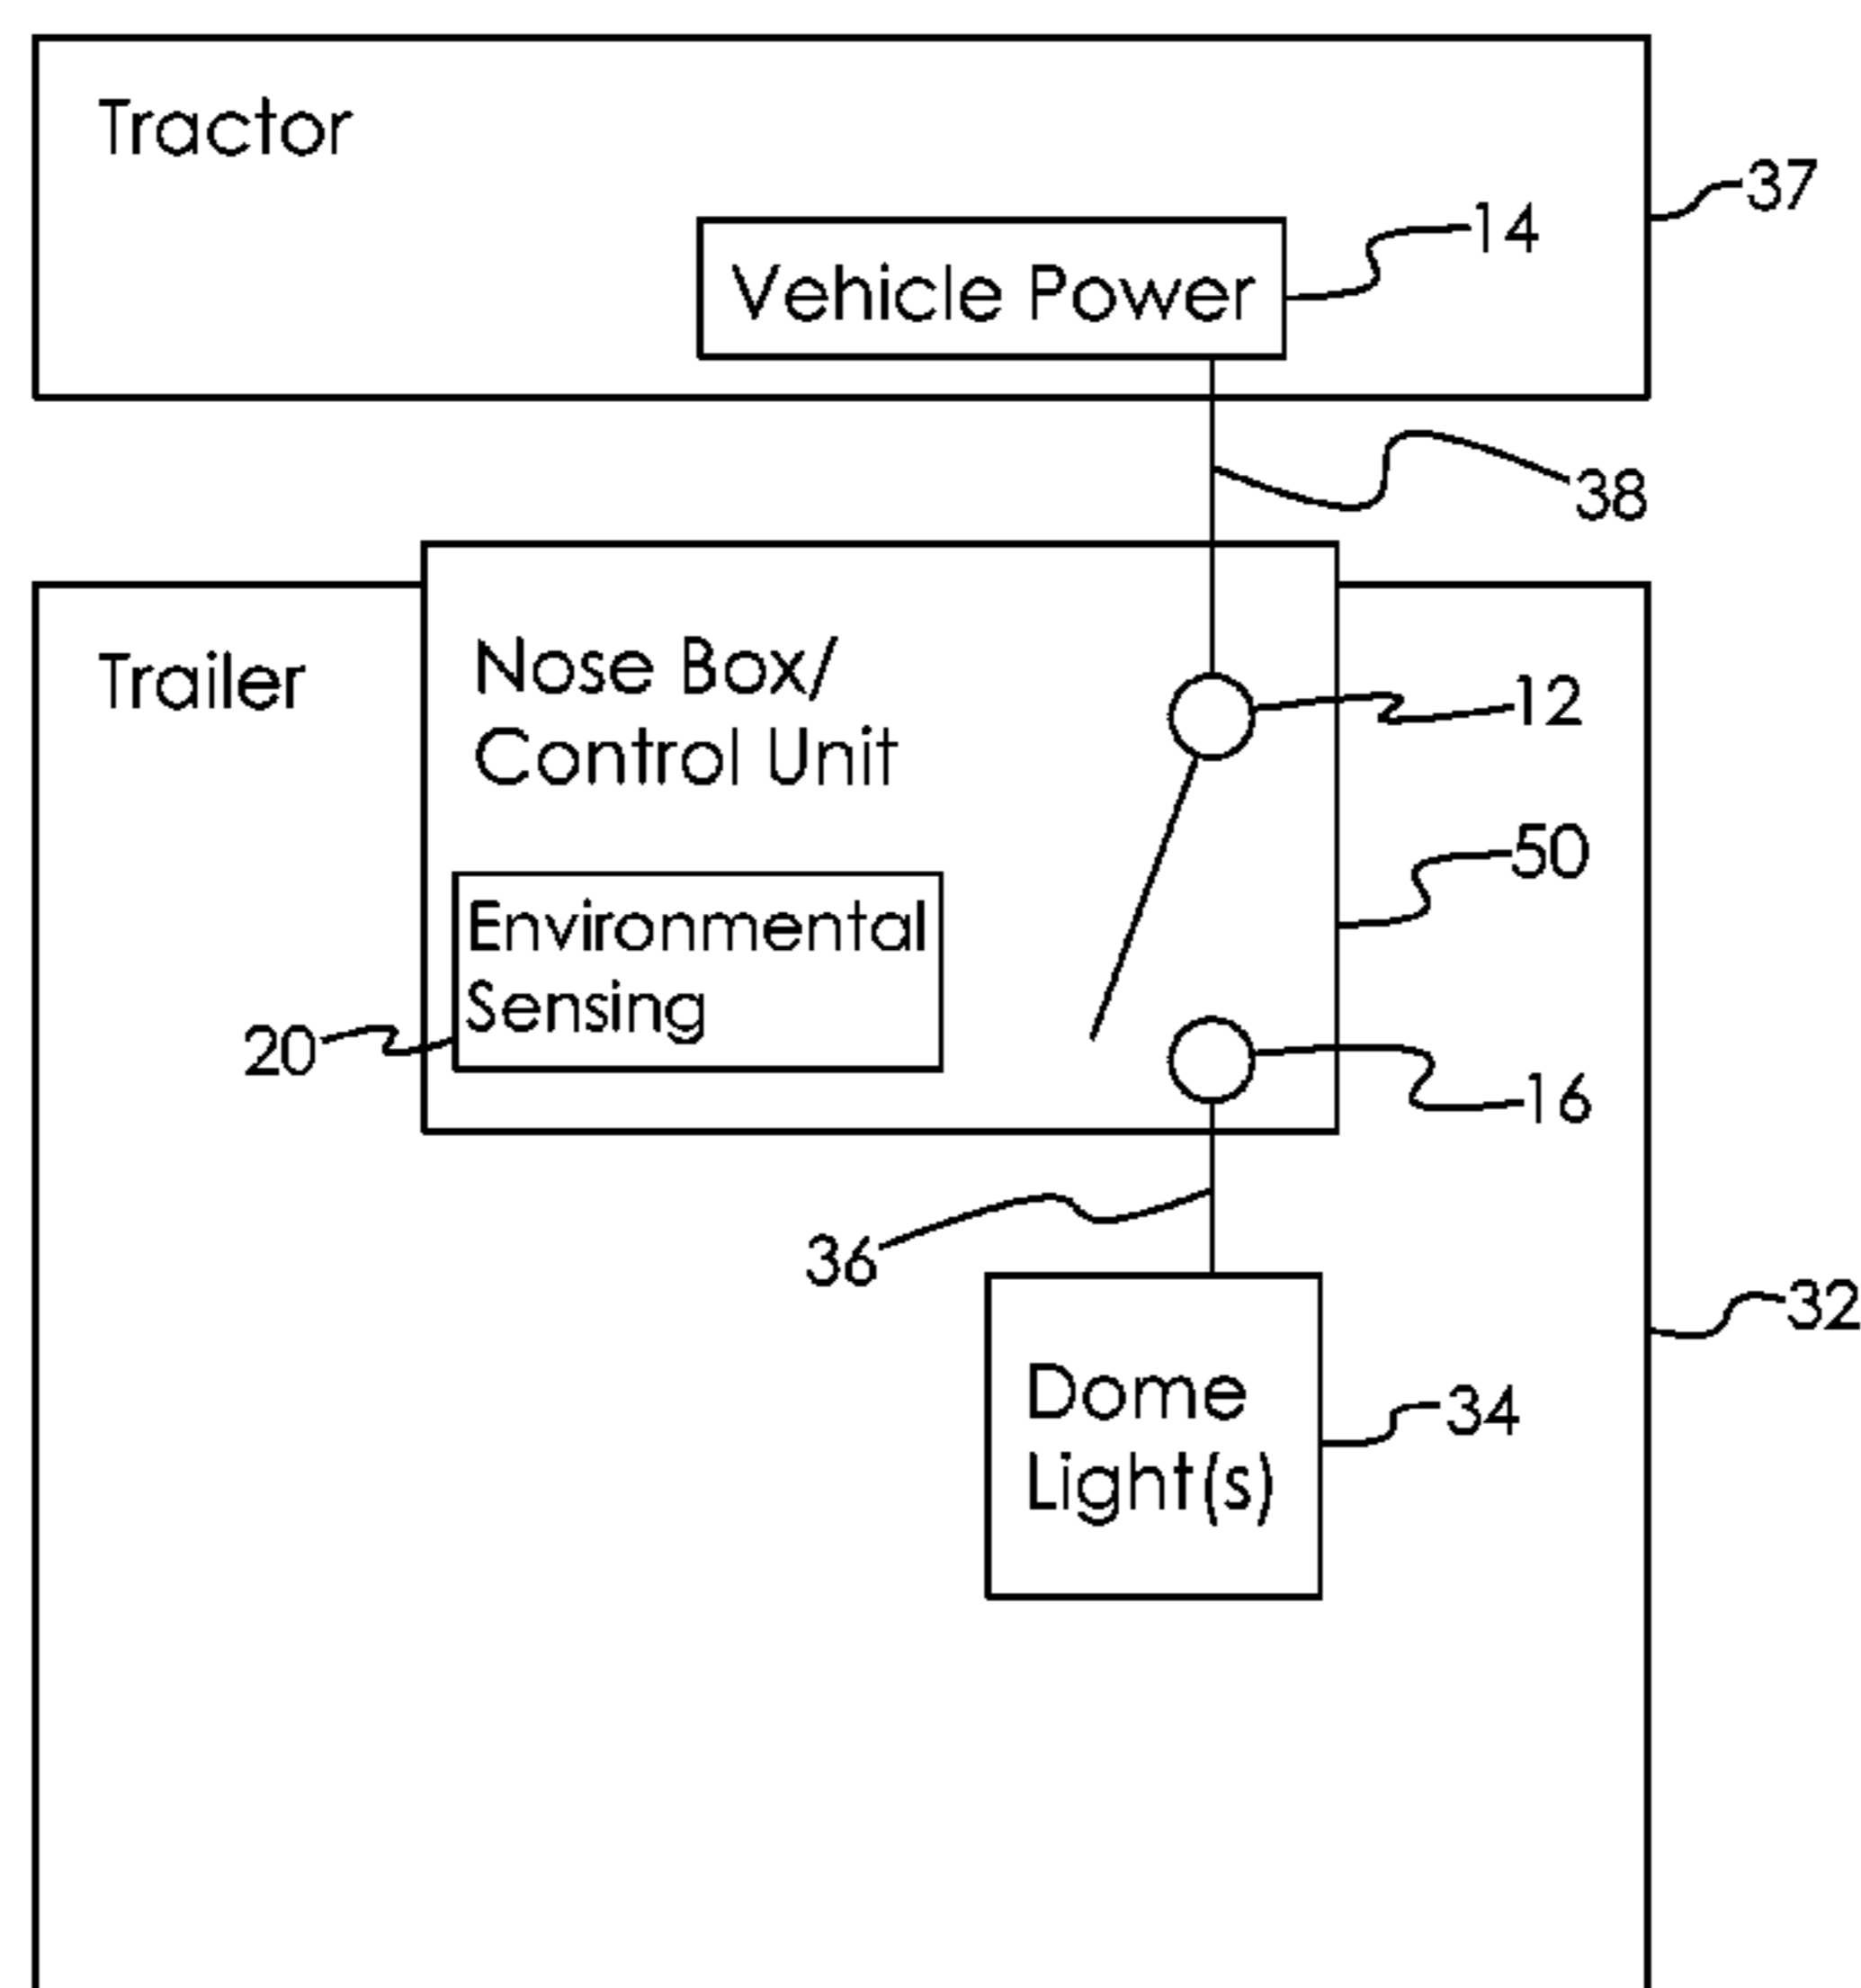 Tractor
37
14
Vehicle Power
38
Trailer
Nose Box/
Control Unit
12
50
Environmental
Sensing
20
16
36
32
Dome
Light(s)
34